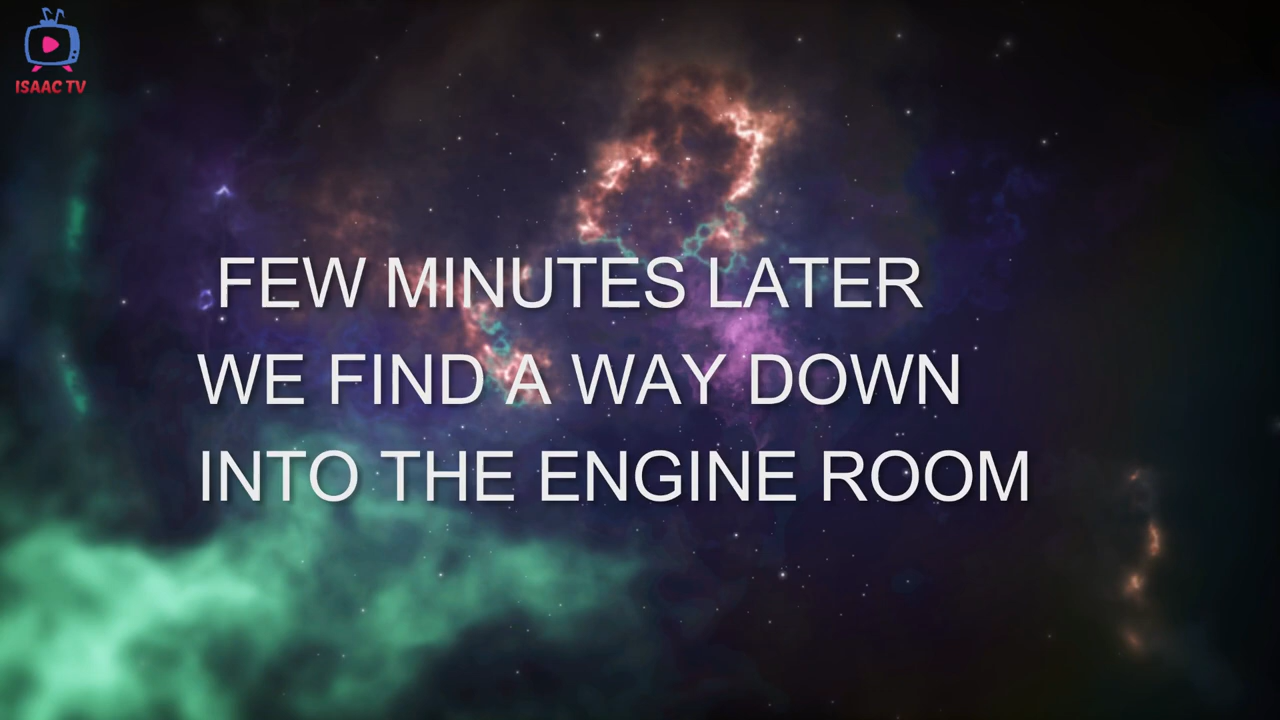 ISAAC TV
FEW MINUTES LATER
WE FIND A WAY DOWN
INTO THE ENGINE ROOM